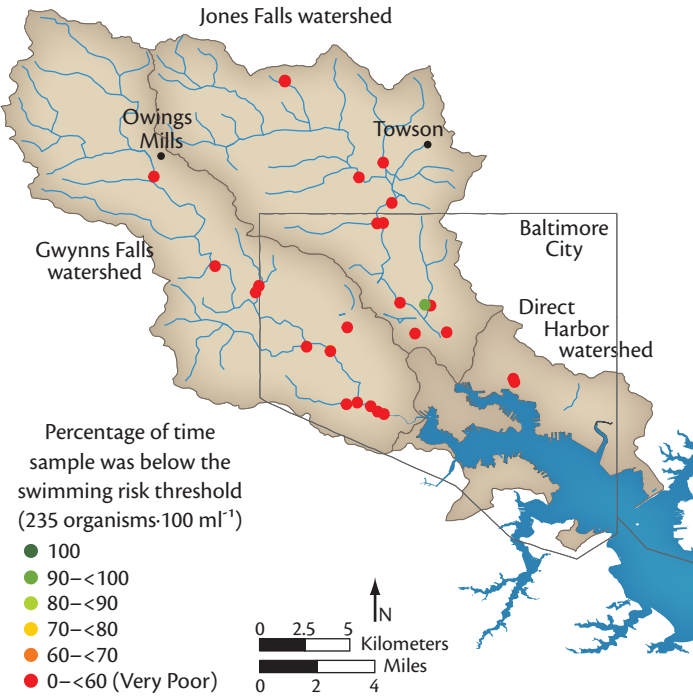 Jones Falls watershed
Owings
Mills
Towson
Gwynns Falls
watershed
Baltimore
City
Direct
Harbor
watershed
Percentage of time
sample was below the
swimming risk threshold
(235 organisms·100 ml⁻¹)
100
90–<100
80–<90
70–<80
60–<70
0–<60 (Very Poor)
N
0 2.5 5
Kilometers
Miles
0 2 4